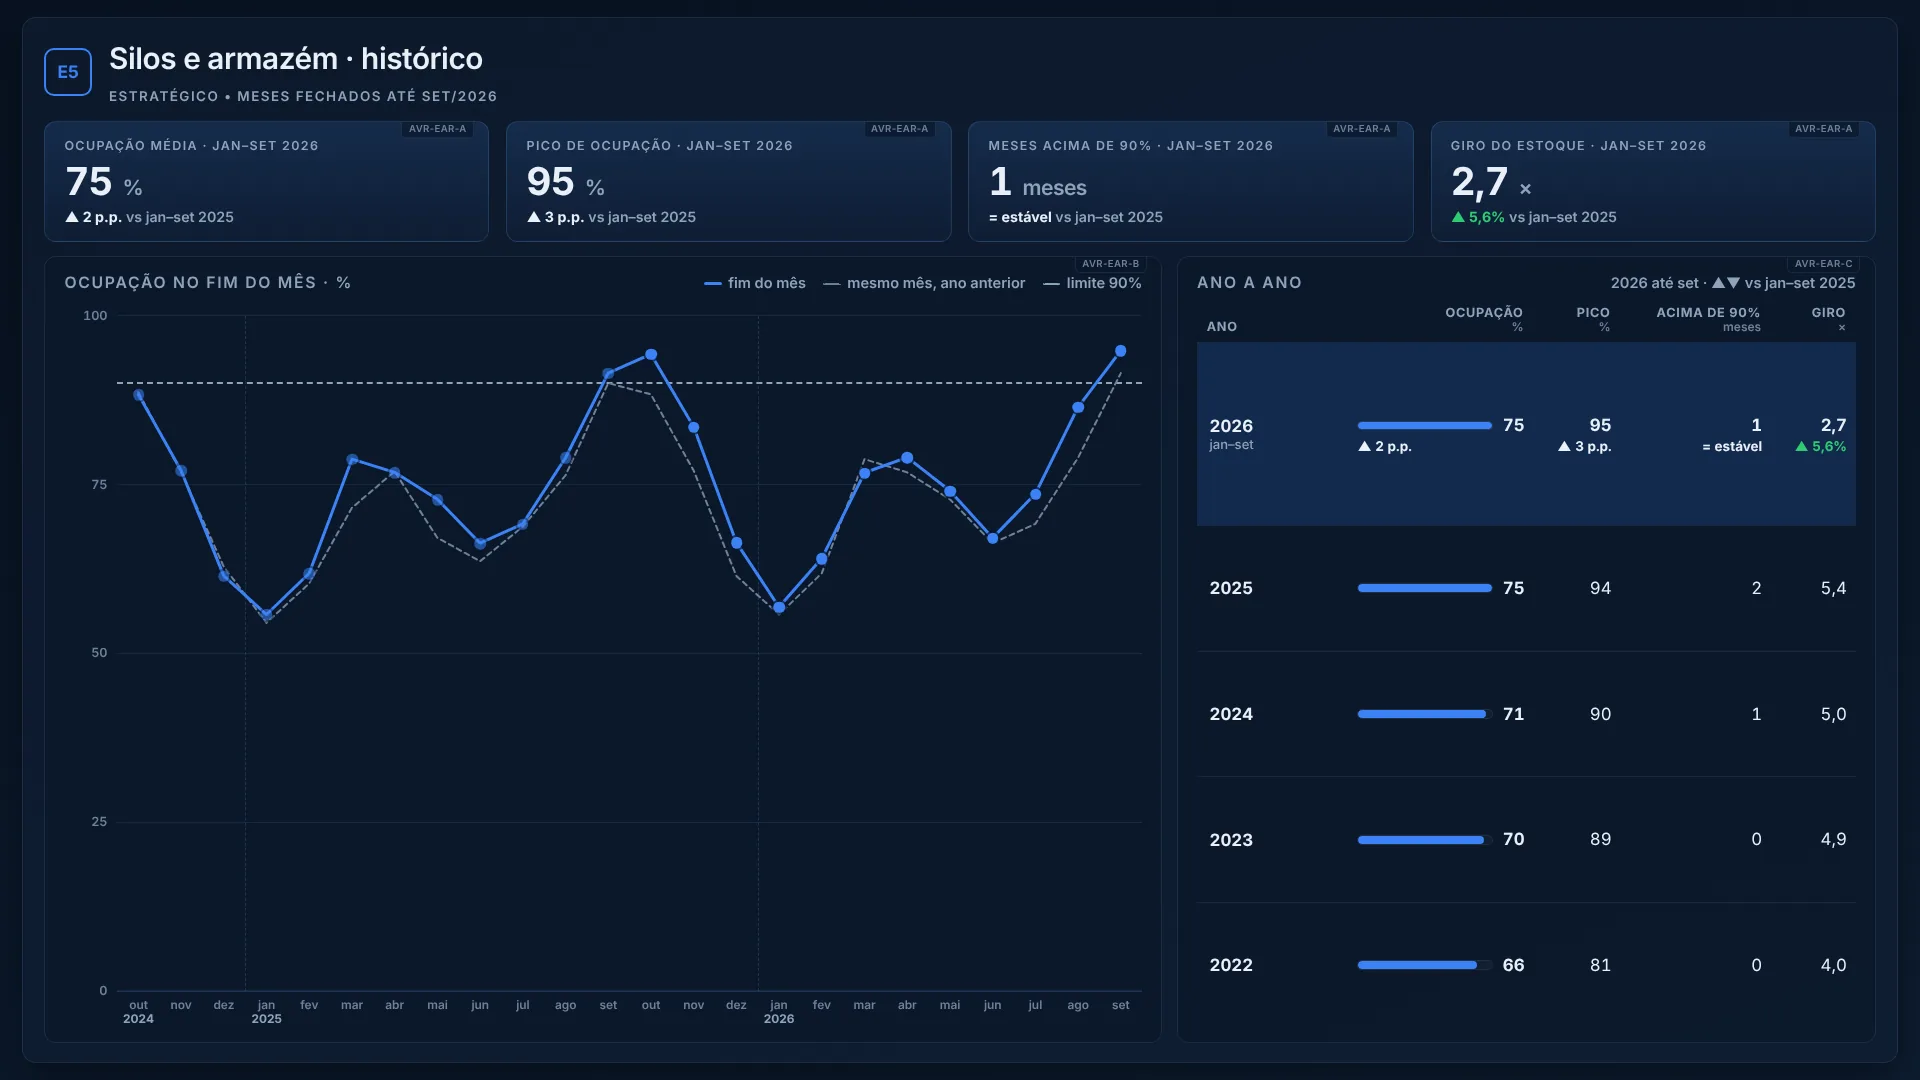 E5
Silos e armazém · histórico
ESTRATÉGICO • MESES FECHADOS ATÉ SET/2026
AVR-EAR-A
OCUPAÇÃO MÉDIA · JAN–SET 2026
75 %
▲ 2 p.p. vs jan–set 2025
AVR-EAR-A
PICO DE OCUPAÇÃO · JAN–SET 2026
95 %
▲ 3 p.p. vs jan–set 2025
AVR-EAR-A
MESES ACIMA DE 90% · JAN–SET 2026
1 meses
= estável vs jan–set 2025
AVR-EAR-A
GIRO DO ESTOQUE · JAN–SET 2026
2,7 ×
▲ 5,6% vs jan–set 2025
AVR-EAR-B
OCUPAÇÃO NO FIM DO MÊS · %
fim do mês mesmo mês, ano anterior limite 90%
100
75
50
25
0
out nov dez jan fev mar abr mai jun jul ago set out nov dez jan fev mar abr mai jun jul ago set
2024 2025 2026
AVR-EAR-C
ANO A ANO
2026 até set · ▲▼ vs jan–set 2025
ANO OCUPAÇÃO PICO ACIMA DE 90% GIRO
% % meses ×
2026 75 95 1 2,7
jan–set ▲ 2 p.p. ▲ 3 p.p. = estável ▲ 5,6%
2025 75 94 2 5,4
2024 71 90 1 5,0
2023 70 89 0 4,9
2022 66 81 0 4,0